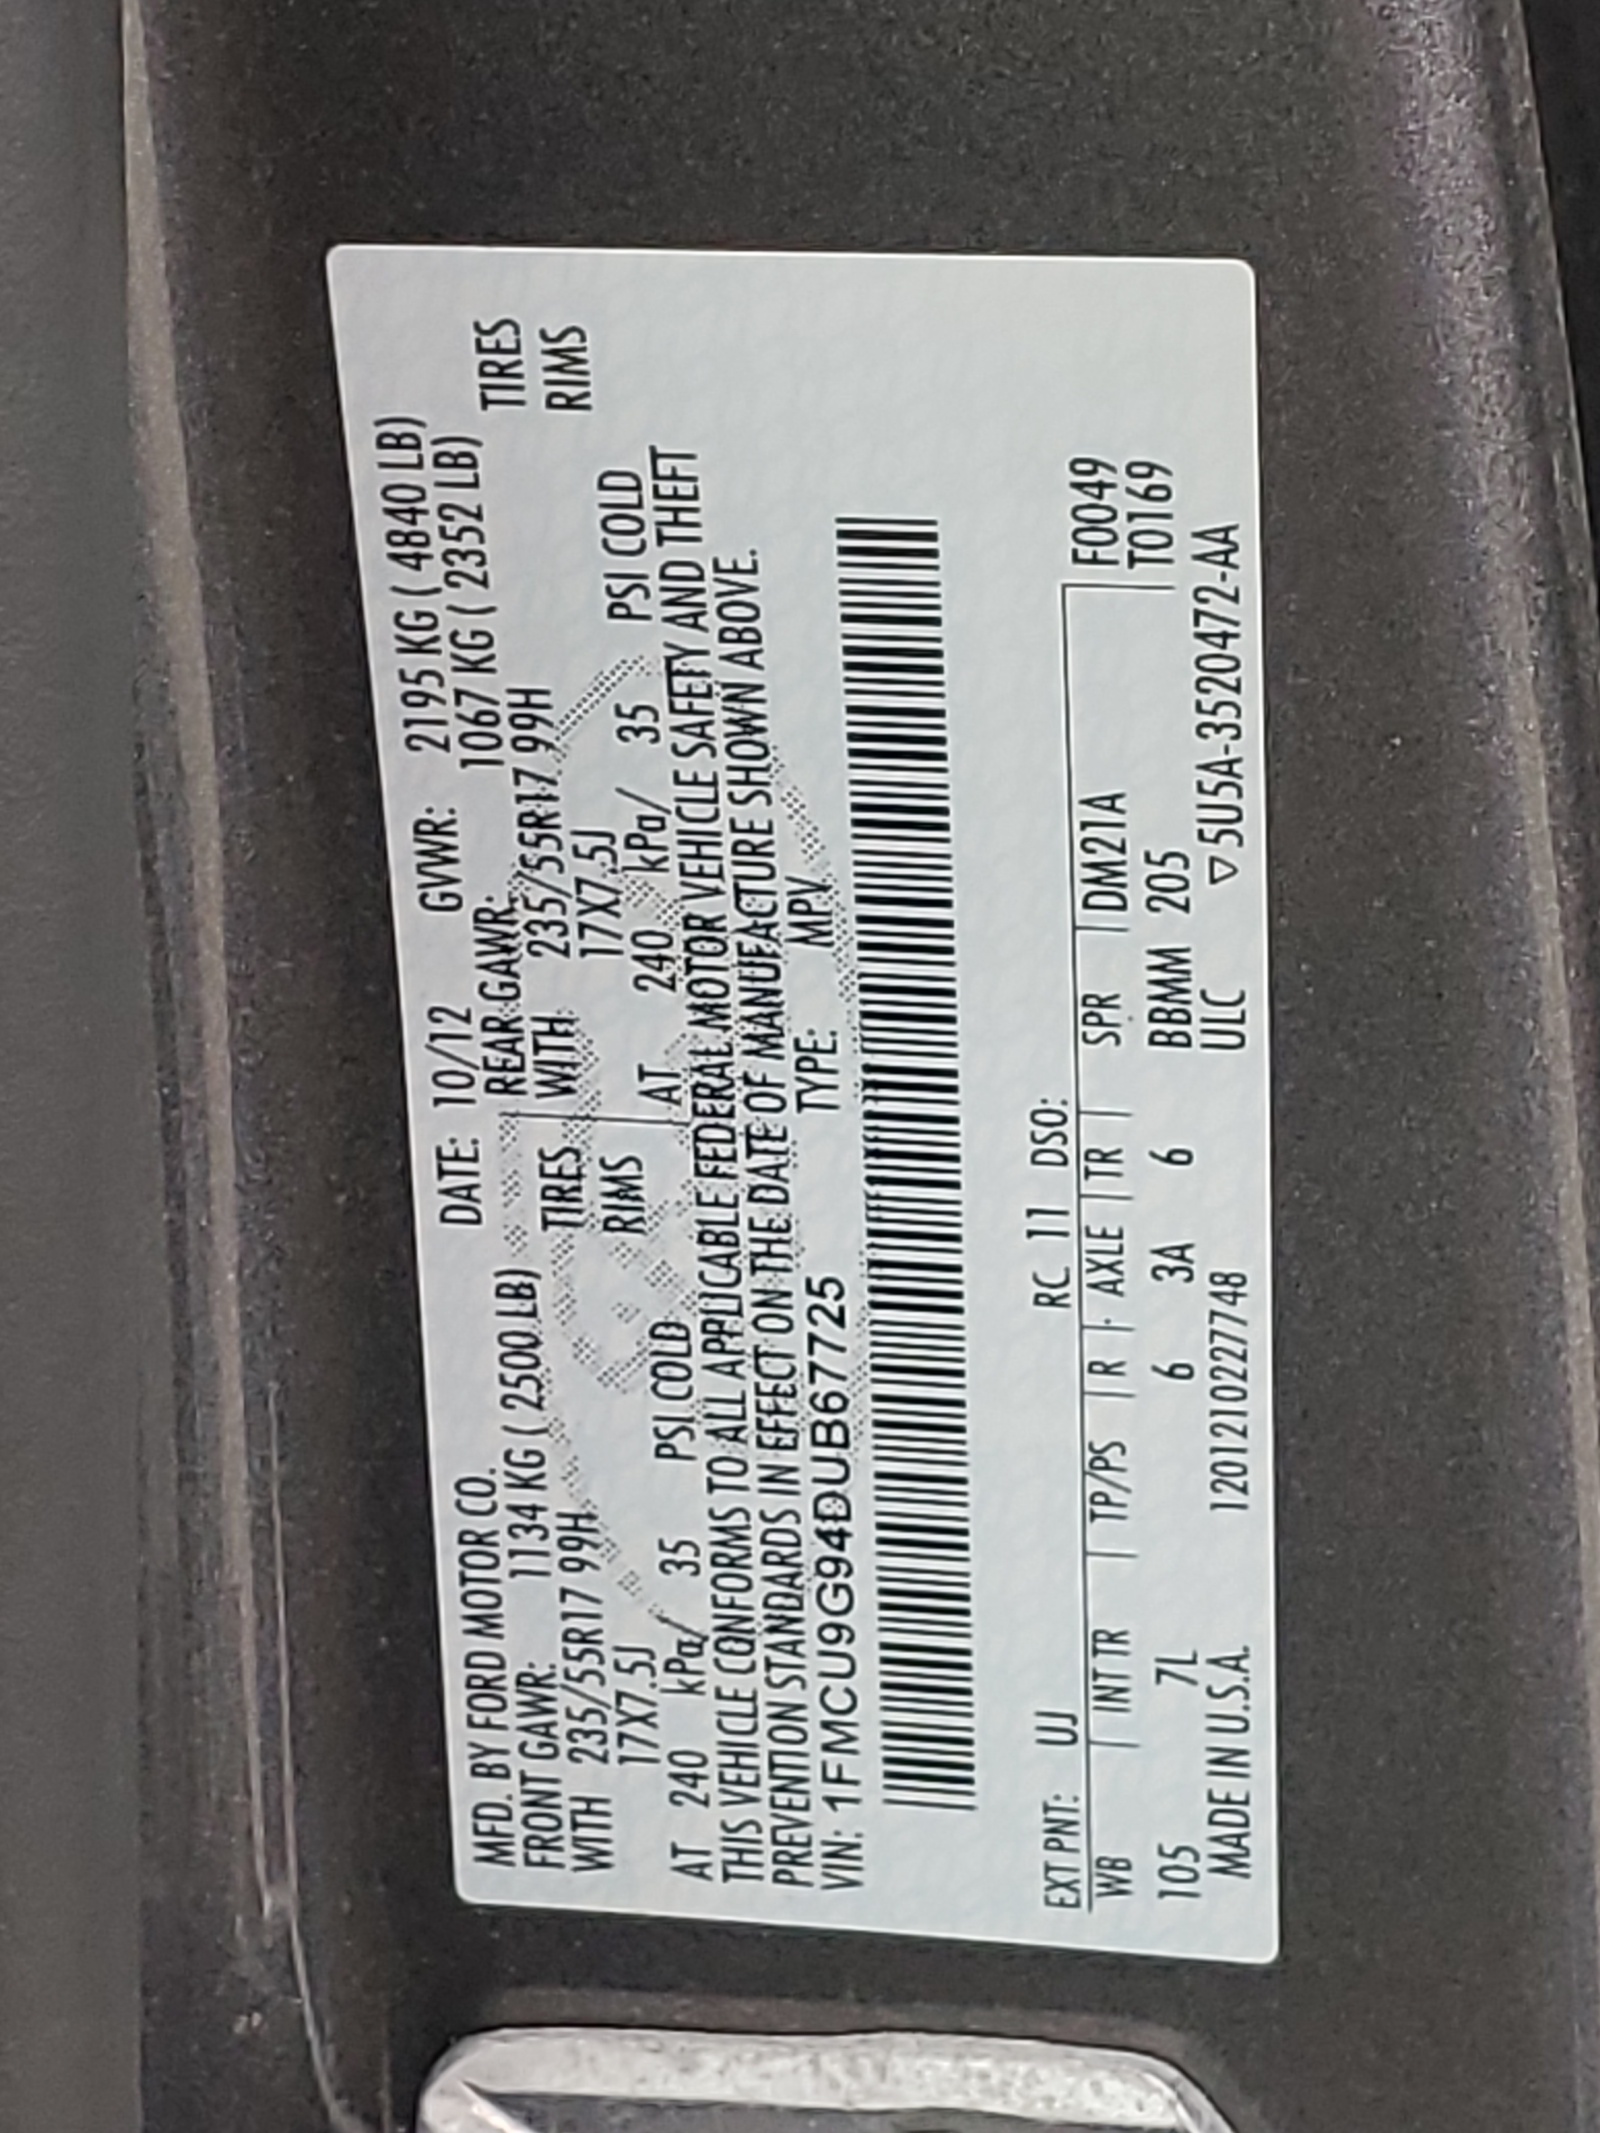 MFD. BY FORD MOTOR CO. DATE: 10/12 GVWR: 2195 KG ( 4840 LB)
FRONT GAWR: 1134 KG ( 2500 LB) REAR GAWR: 1067 KG ( 2352 LB)
WITH 235/55R17 99H TIRES WITH 235/55R17 99H TIRES
17X7.5J RIMS 17X7.5J RIMS
AT 240 kPa/ 35 PSI COLD AT 240 kPa/ 35 PSI COLD
THIS VEHICLE CONFORMS TO ALL APPLICABLE FEDERAL MOTOR VEHICLE SAFETY AND THEFT
PREVENTION STANDARDS IN EFFECT ON THE DATE OF MANUFACTURE SHOWN ABOVE.
VIN: 1FMCU9G94DUB67725 TYPE: MPV
EXT PNT: UJ RC: 11 DSO: F0049
WB | INT TR | TP/PS | R | AXLE | TR | SPR | DM21A T0169
105 7L 6 3A 6 BBMM 205
MADE IN U.S.A. 120121022​7748 ULC ▽5U5A-3520472-AA